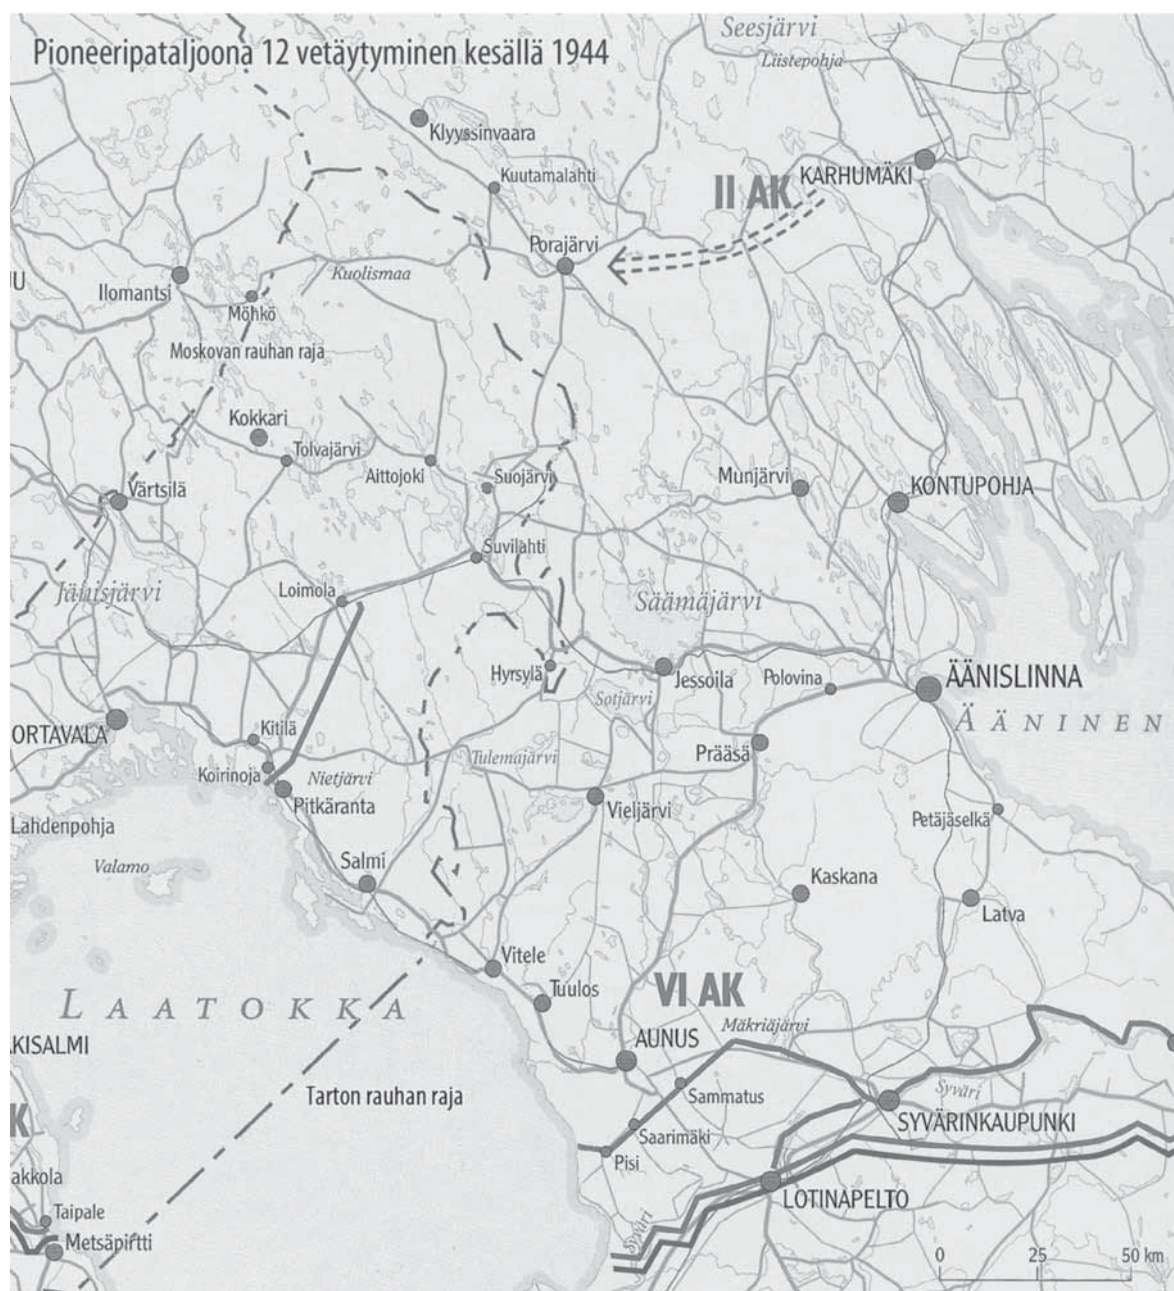 Pioneeripataljoona 12 vetäytyminen kesällä 1944
Seesjärvi
Liistepohja
Klyyssinvaara
KARHUMÄKI
Kuutamalahti
II AK
Porajärvi
Kuolismaa
JU
Ilomantsi
Möhkö
Moskovan rauhan raja
Kokkari
Tolvajärvi
Aittojoki
Suojärvi
Munjärvi
KONTUPOHJA
Värtsilä
Suvilahti
Jänisjärvi
Loimola
Säämäjärvi
Hyrsylä
Jessoila
Polovina
ÄÄNISLINNA
Sotjärvi
ÄÄNINEN
ORTAVALA
Kitilä
Prääsä
Koirinoja
Nietjärvi
Tulemajärvi
Pitkäranta
Vieljärvi
Petäjäselkä
Lahdenpohja
Valamo
Salmi
Kaskana
Latva
Vitele
Tuulos
VI AK
LAATOKKA
Mäkriäjärvi
ÄKISALMI
AUNUS
Sammatus
Syväri
Tarton rauhan raja
SYVÄRINKAUPUNKI
K
Saarimäki
Pisi
akkola
LOTINAPELTO
Taipale
Syväri
Metsäpirtti
0 25 50 km